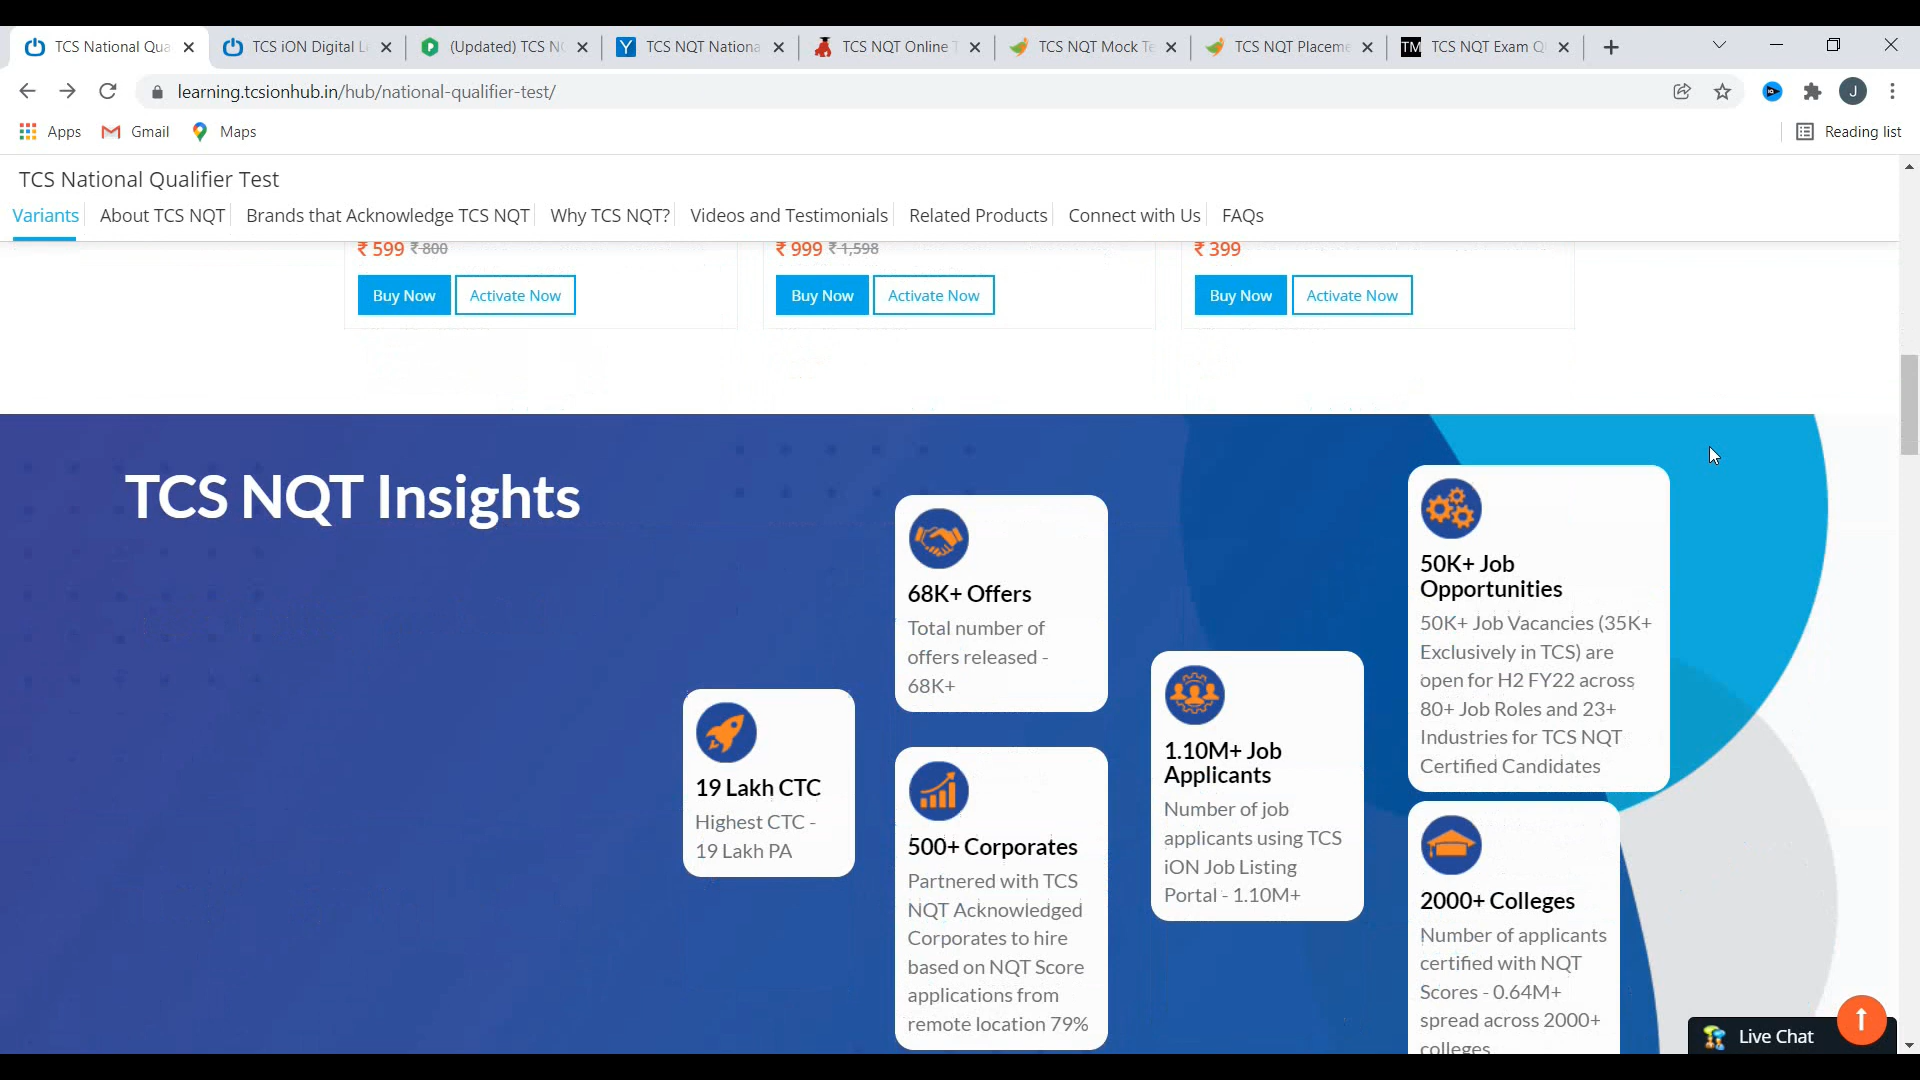 TCS National Qua
TCS iON Digital L
(Updated) TCS N
TCS NQT Nationa
TCS NQT Online T
TCS NQT Mock Te
TCS NQT Placeme
TM TCS NQT Exam Q
learning.tcsionhub.in/hub/national-qualifier-test/
J
Apps
Gmail
Maps
Reading list
TCS National Qualifier Test
Variants
About TCS NQT
Brands that Acknowledge TCS NQT
Why TCS NQT?
Videos and Testimonials
Related Products
Connect with Us
FAQs
₹ 599 ₹ 800
₹ 999 ₹ 1,598
₹ 399
Buy Now
Activate Now
Buy Now
Activate Now
Buy Now
Activate Now
TCS NQT Insights
19 Lakh CTC
Highest CTC -
19 Lakh PA
68K+ Offers
Total number of
offers released -
68K+
500+ Corporates
Partnered with TCS
NQT Acknowledged
Corporates to hire
based on NQT Score
applications from
remote location 79%
1.10M+ Job
Applicants
Number of job
applicants using TCS
iON Job Listing
Portal - 1.10M+
50K+ Job
Opportunities
50K+ Job Vacancies (35K+
Exclusively in TCS) are
open for H2 FY22 across
80+ Job Roles and 23+
Industries for TCS NQT
Certified Candidates
2000+ Colleges
Number of applicants
certified with NQT
Scores - 0.64M+
spread across 2000+
colleges
Live Chat